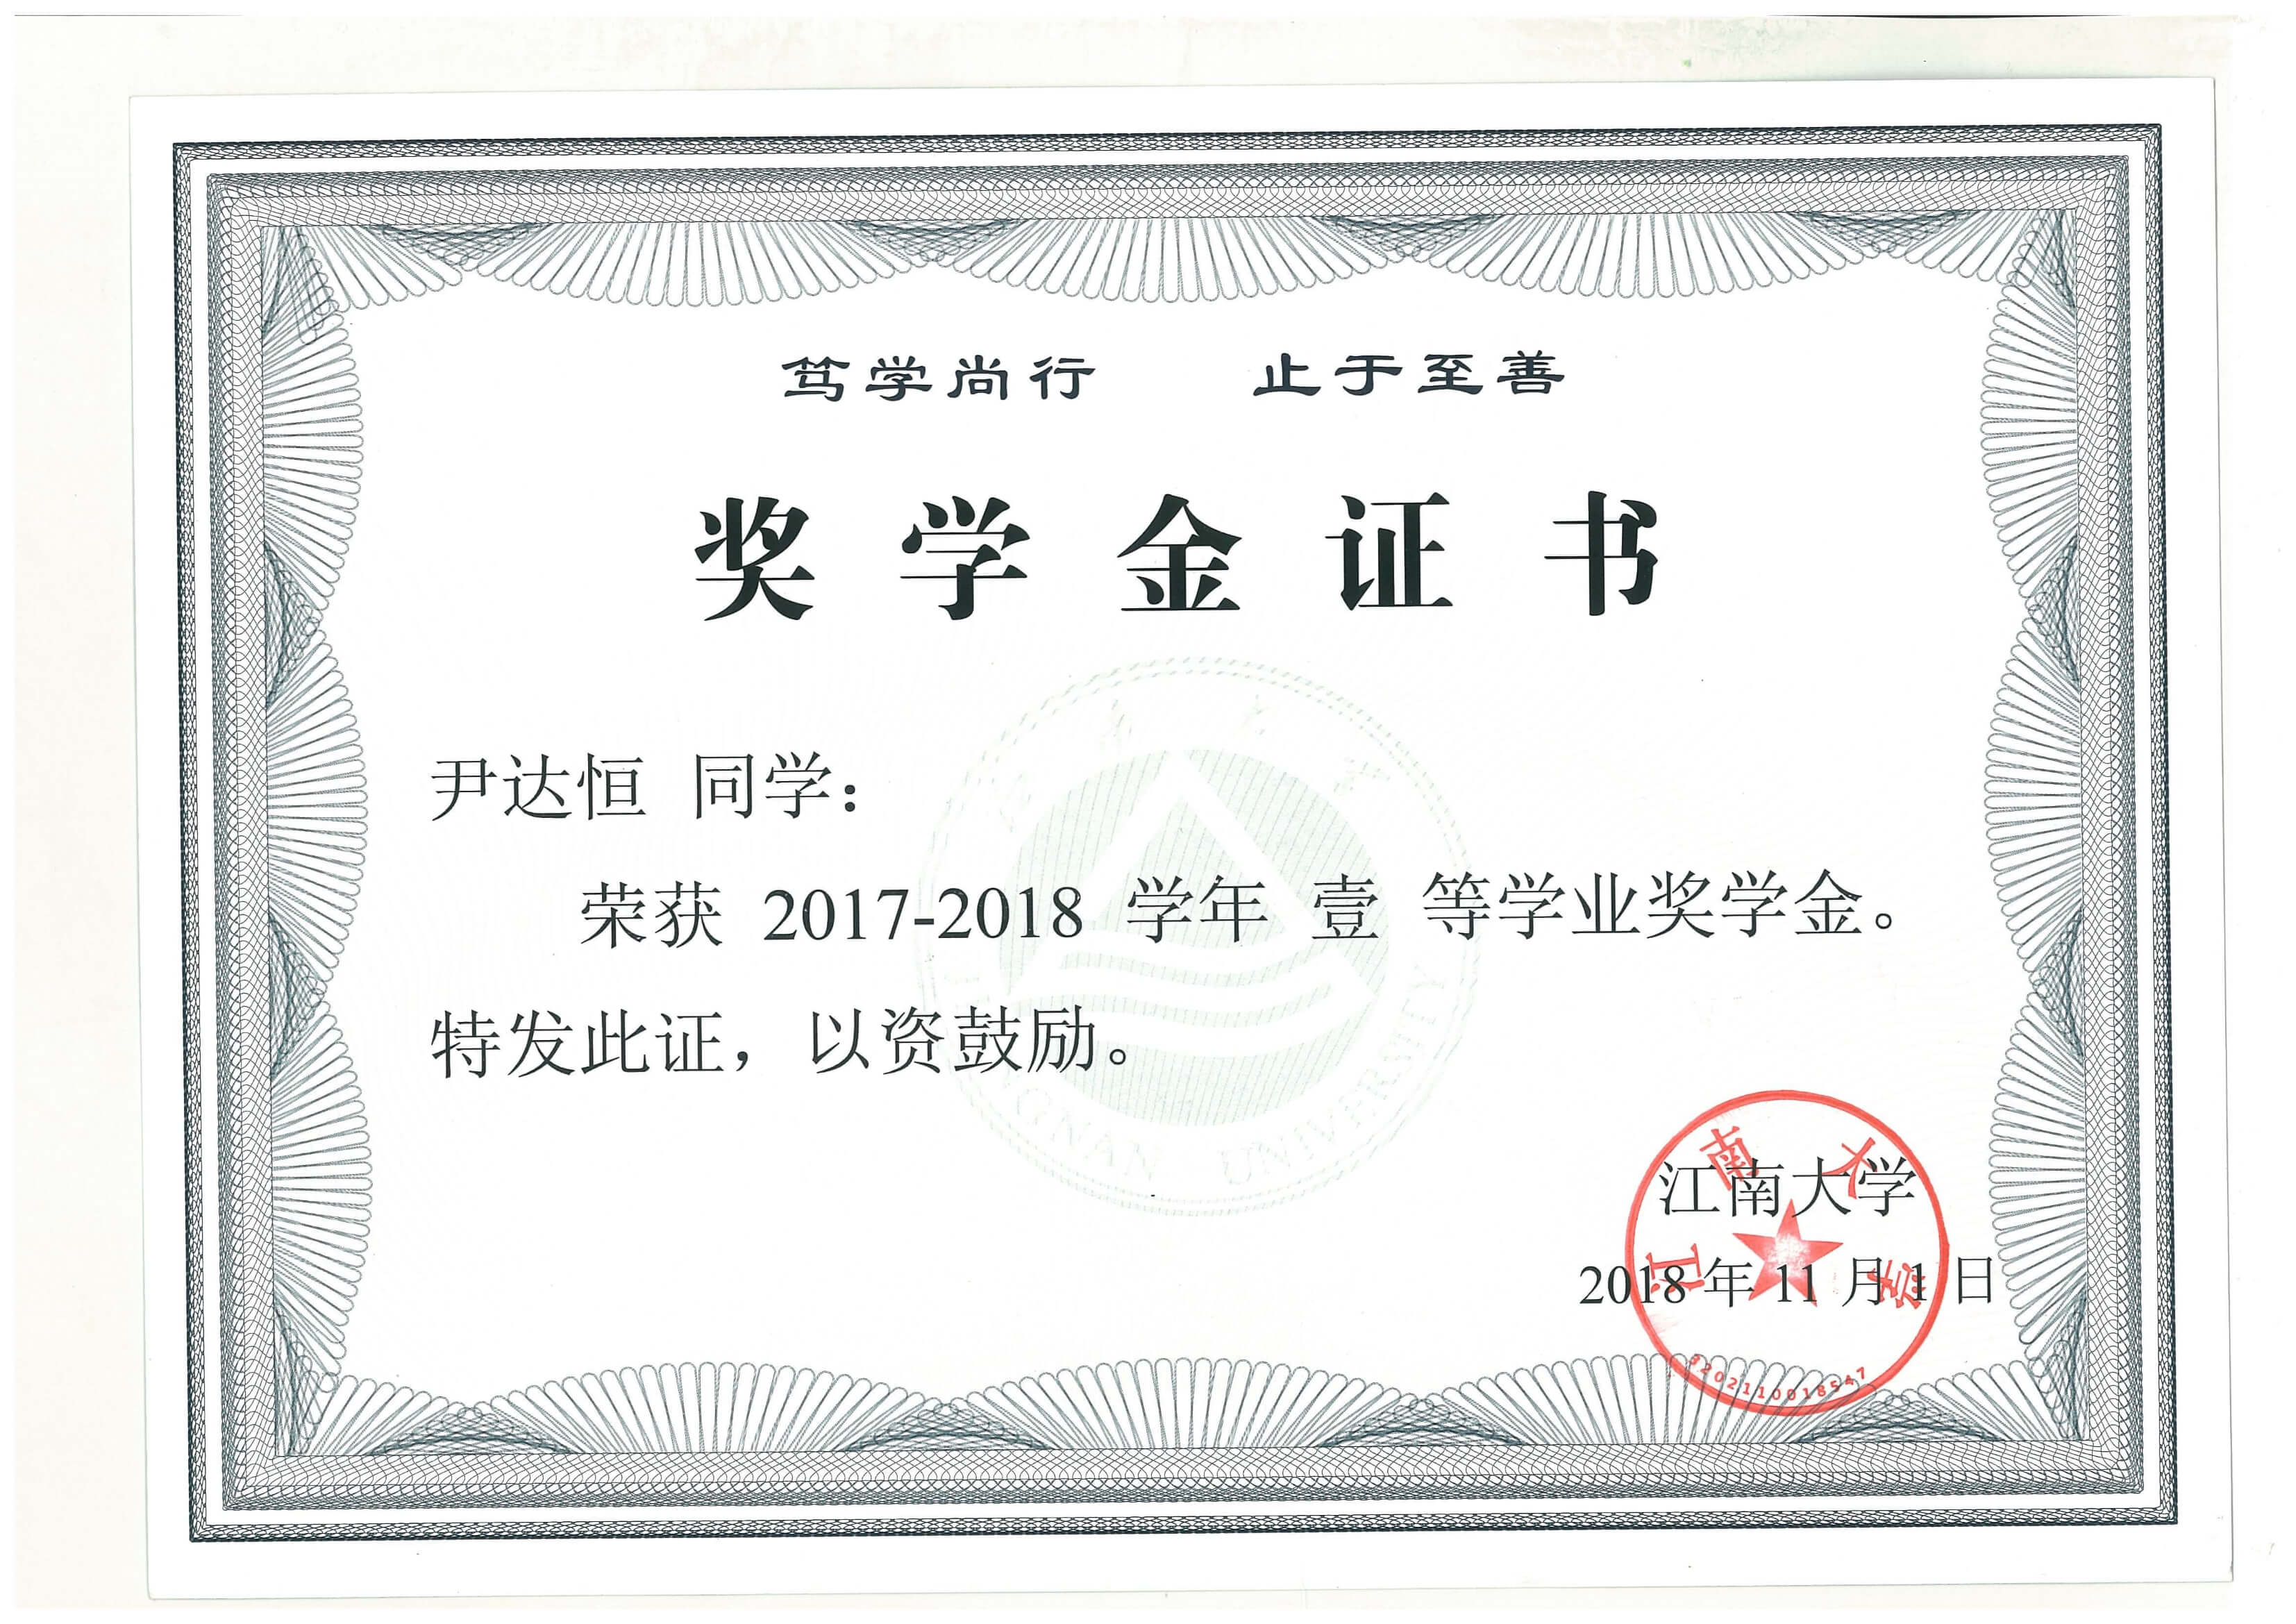 笃学尚行 止于至善
奖学金证书
尹达恒 同学：
荣获 2017-2018 学年 壹 等学业奖学金。
特发此证，以资鼓励。
JIANGNAN UNIVERSITY
江南大学
江南大学
2018 年 11 月 1 日
3202110018547